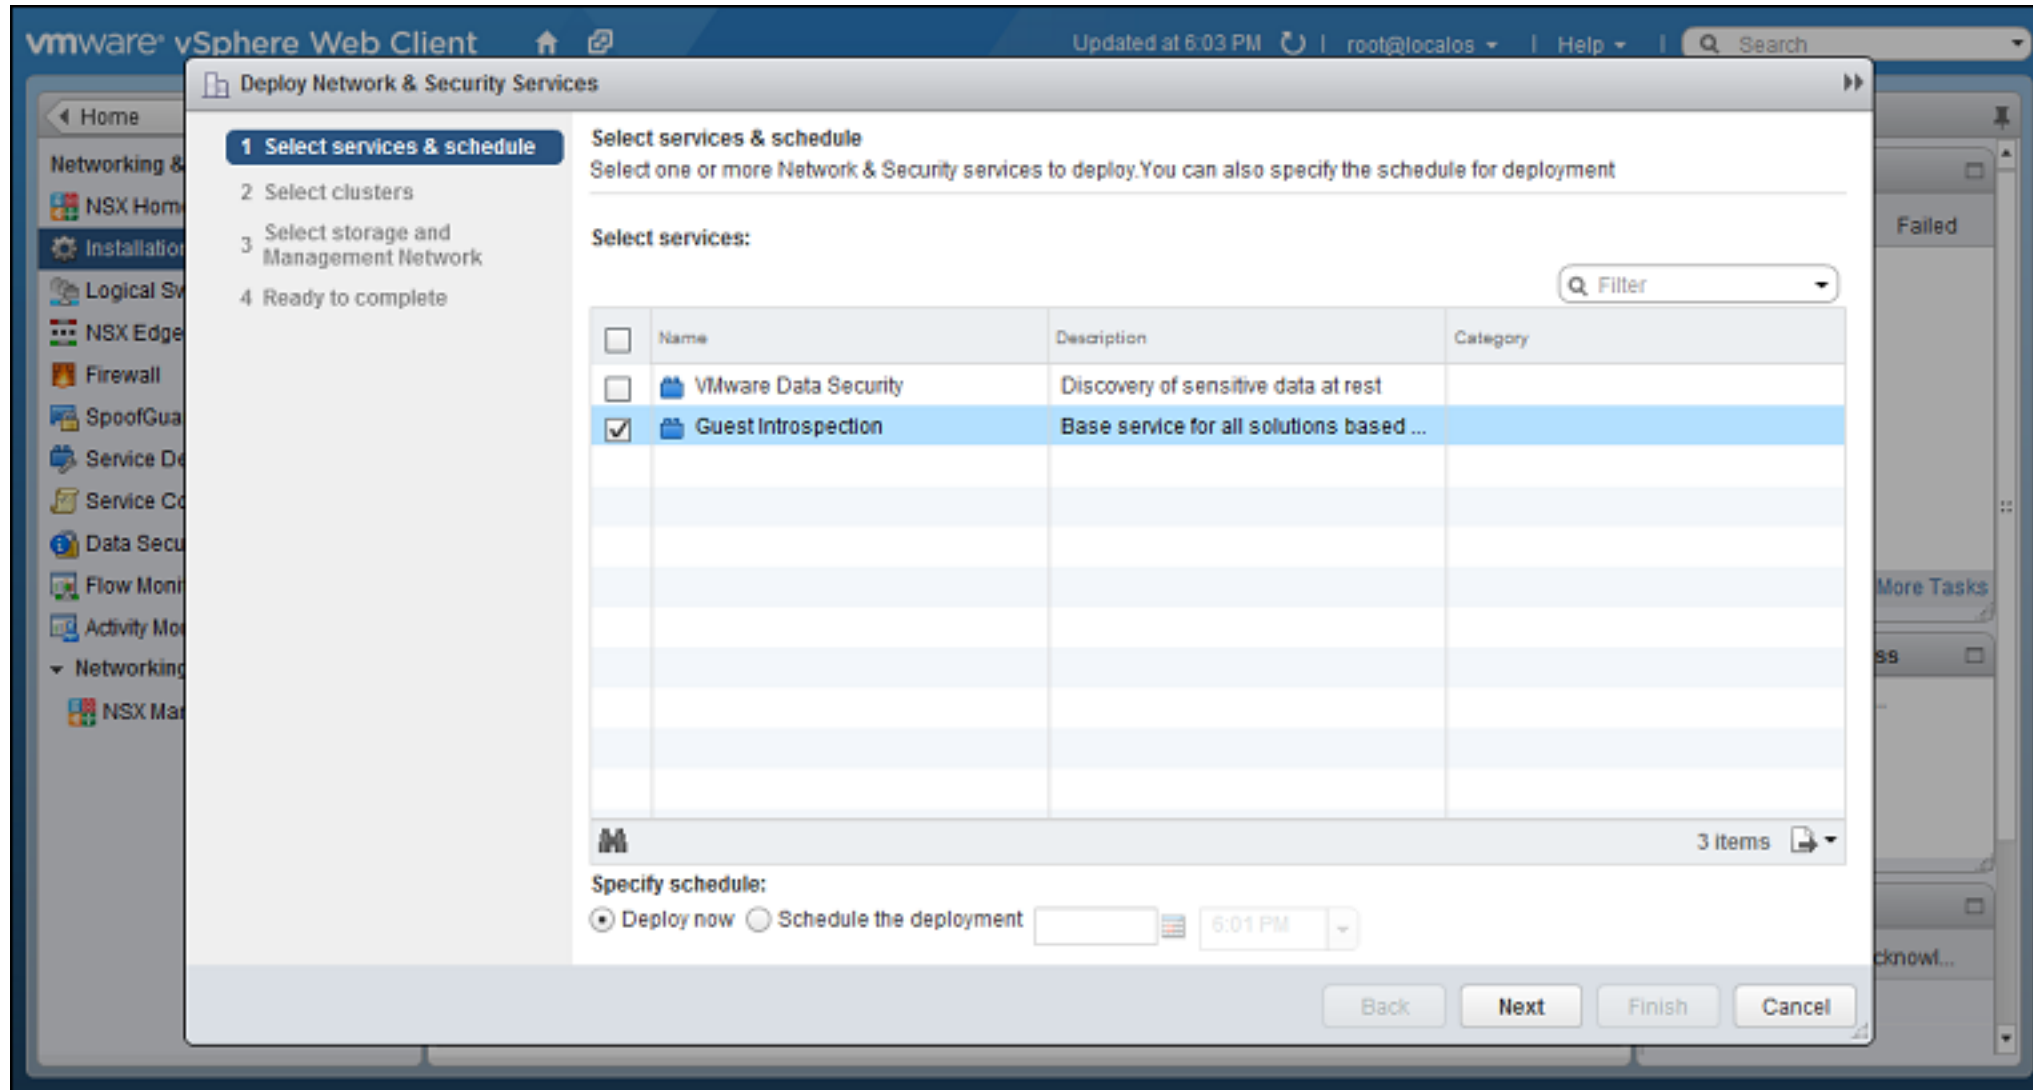 vmware® vSphere Web Client
Updated at 6:03 PM | root@localos | Help | Search
Deploy Network & Security Services
Home
Networking &
NSX Home
Installation
Logical Sw
NSX Edge
Firewall
SpoofGua
Service De
Service Co
Data Secu
Flow Monit
Activity Mon
Networking
NSX Man
1 Select services & schedule
2 Select clusters
3 Select storage and
Management Network
4 Ready to complete
Select services & schedule
Select one or more Network & Security services to deploy.You can also specify the schedule for deployment
Select services:
Filter
Name Description Category
VMware Data Security Discovery of sensitive data at rest
Guest Introspection Base service for all solutions based ...
3 items
Specify schedule:
Deploy now Schedule the deployment 6:01 PM
Back Next Finish Cancel
Failed
More Tasks
ss
cknowl...